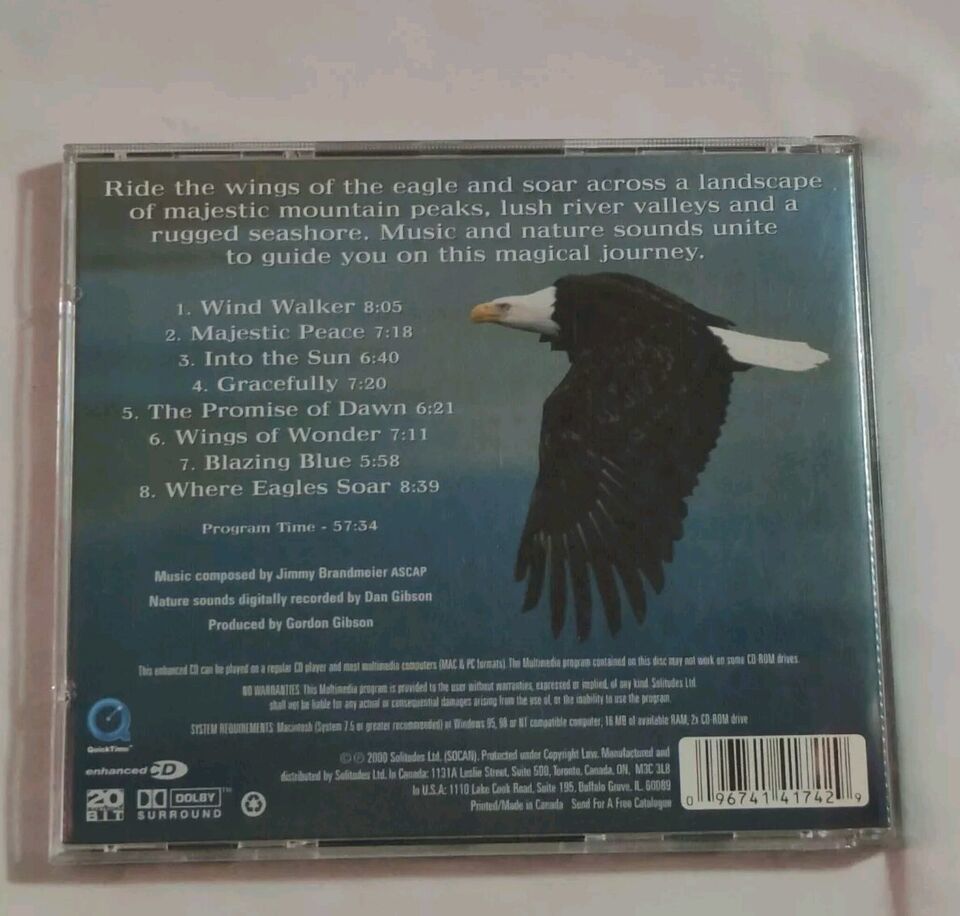 Ride the wings of the eagle and soar across a landscape
of majestic mountain peaks, lush river valleys and a
rugged seashore. Music and nature sounds unite
to guide you on this magical journey.
1. Wind Walker 8:05
2. Majestic Peace 7:18
3. Into the Sun 6:40
4. Gracefully 7:20
5. The Promise of Dawn 6:21
6. Wings of Wonder 7:11
7. Blazing Blue 5:58
8. Where Eagles Soar 8:39
Program Time - 57:34
Music composed by Jimmy Brandmeier ASCAP
Nature sounds digitally recorded by Dan Gibson
Produced by Gordon Gibson
This enhanced CD can be played on a regular CD player and most multimedia computers (MAC & PC formats). The Multimedia program contained on this disc may not work on some CD-ROM drives.
NO WARRANTIES: This Multimedia program is provided to the user without warranties, expressed or implied, of any kind. Solitudes Ltd.
shall not be liable for any actual or consequential damages arising from the use of, or the inability to use the program.
SYSTEM REQUIREMENTS: Macintosh (System 7.5 or greater recommended) or Windows 95, 98 or NT compatible computer, 16 MB of available RAM, 2x CD-ROM drive
QuickTime™
enhanced CD
20 BIT
DOLBY™
SURROUND
©℗ 2000 Solitudes Ltd. (SOCAN). Protected under Copyright Law. Manufactured and
distributed by Solitudes Ltd. In Canada: 1131A Leslie Street, Suite 500, Toronto, Canada, ON, M3C 3L8
In U.S.A: 1110 Lake Cook Road, Suite 195, Buffalo Grove, IL 60089
Printed/Made in Canada Send For A Free Catalogue
0 96741 41742 9